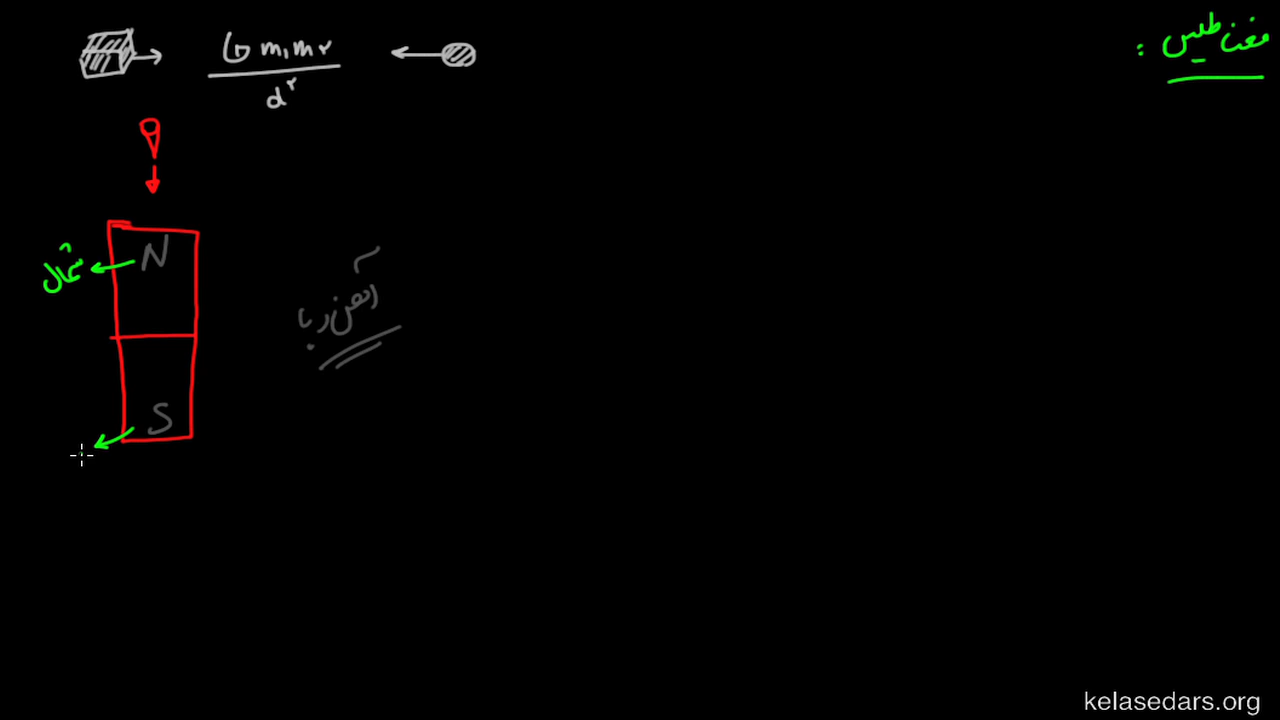 مغناطیس :
G m₁m₂
d²
N
شمال
آهن ربا
S
kelasedars.org